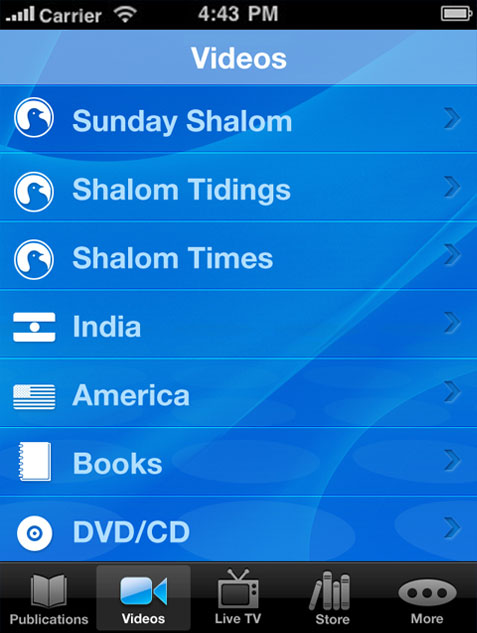 Carrier 4:43 PM
Videos
Sunday Shalom
Shalom Tidings
Shalom Times
India
America
Books
DVD/CD
Publications Videos Live TV Store More